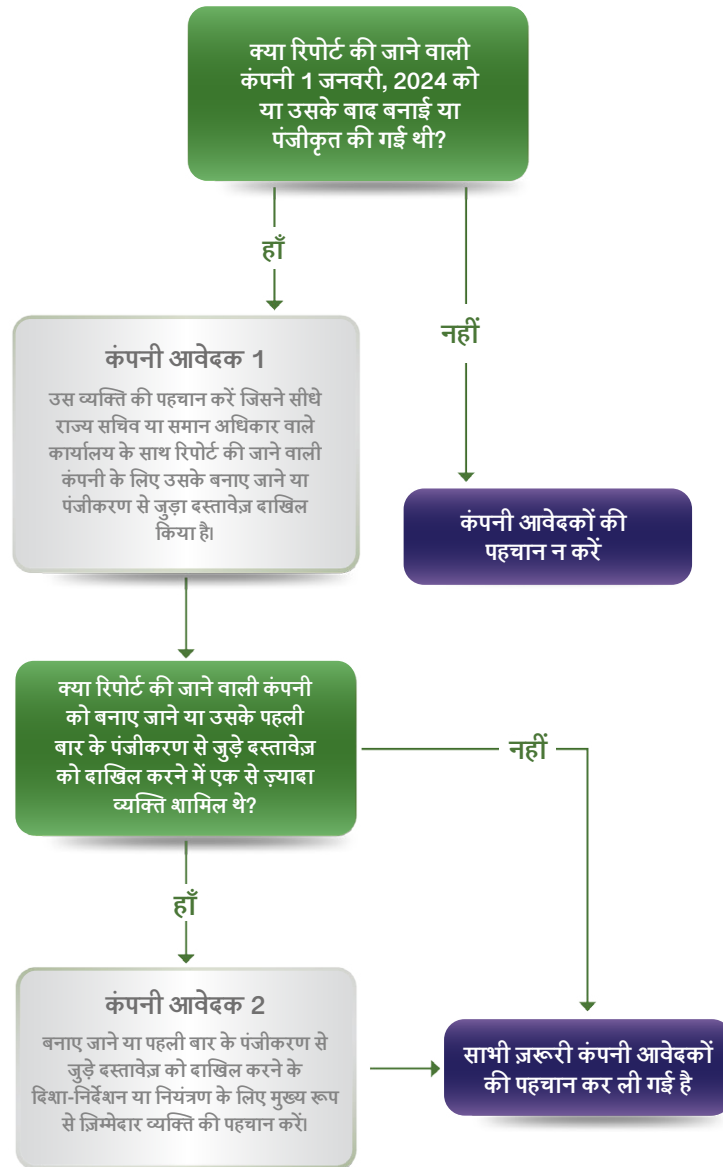 क्या रिपोर्ट की जाने वाली
कंपनी 1 जनवरी, 2024 को
या उसके बाद बनाई या
पंजीकृत की गई थी?
हाँ
नहीं
कंपनी आवेदक 1
उस व्यक्ति की पहचान करें जिसने सीधे
राज्य सचिव या समान अधिकार वाले
कार्यालय के साथ रिपोर्ट की जाने वाली
कंपनी के लिए उसके बनाए जाने या
पंजीकरण से जुड़ा दस्तावेज़ दाखिल
किया है।
कंपनी आवेदकों की
पहचान न करें
क्या रिपोर्ट की जाने वाली कंपनी
को बनाए जाने या उसके पहली
बार के पंजीकरण से जुड़े दस्तावेज़
को दाखिल करने में एक से ज़्यादा
व्यक्ति शामिल थे?
नहीं
हाँ
कंपनी आवेदक 2
बनाए जाने या पहली बार के पंजीकरण से
जुड़े दस्तावेज़ को दाखिल करने के
दिशा-निर्देशन या नियंत्रण के लिए मुख्य रूप
से ज़िम्मेदार व्यक्ति की पहचान करें।
साभी ज़रूरी कंपनी आवेदकों
की पहचान कर ली गई है